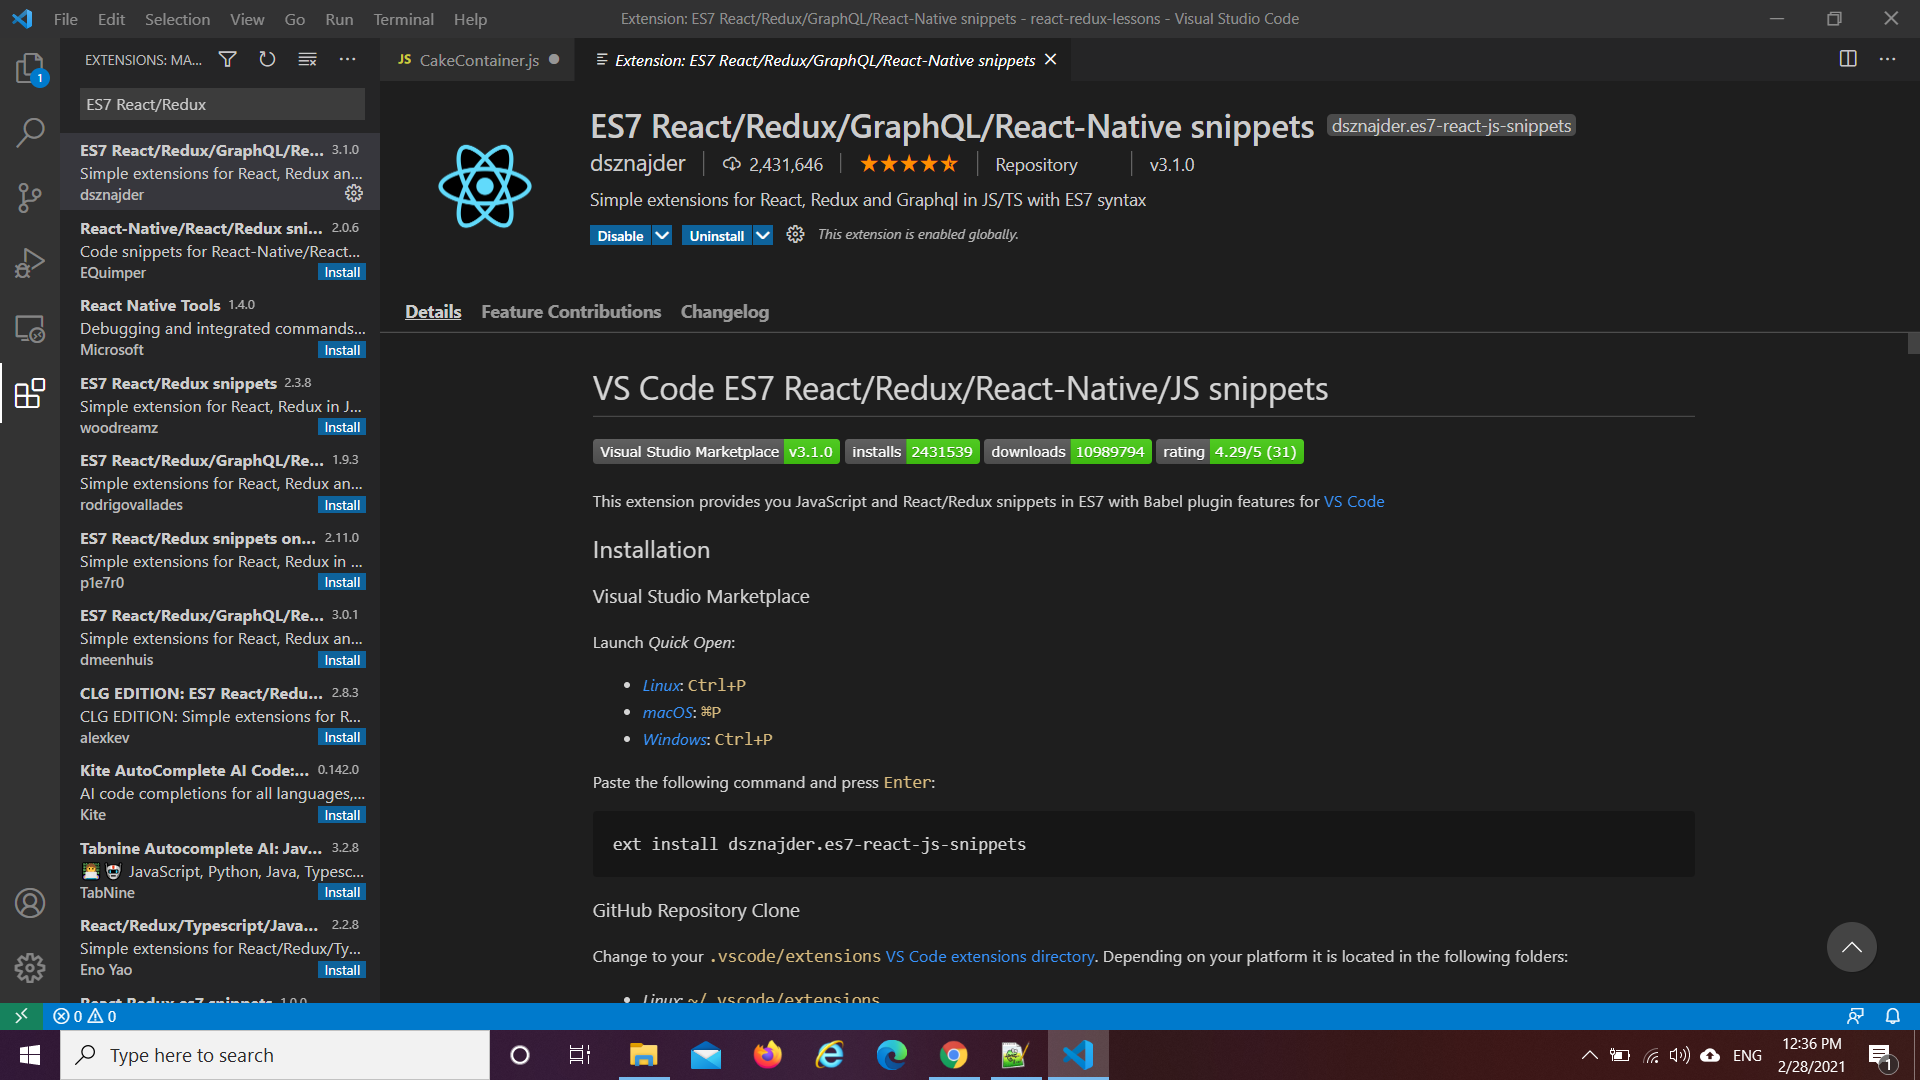 File Edit Selection View Go Run Terminal Help
Extension: ES7 React/Redux/GraphQL/React-Native snippets - react-redux-lessons - Visual Studio Code
EXTENSIONS: MA...
ES7 React/Redux
ES7 React/Redux/GraphQL/Re... 3.1.0
Simple extensions for React, Redux an...
dsznajder
React-Native/React/Redux sni... 2.0.6
Code snippets for React-Native/React...
EQuimper Install
React Native Tools 1.4.0
Debugging and integrated commands...
Microsoft Install
ES7 React/Redux snippets 2.3.8
Simple extension for React, Redux in J...
woodreamz Install
ES7 React/Redux/GraphQL/Re... 1.9.3
Simple extensions for React, Redux an...
rodrigovallades Install
ES7 React/Redux snippets on... 2.11.0
Simple extensions for React, Redux in ...
p1e7r0 Install
ES7 React/Redux/GraphQL/Re... 3.0.1
Simple extensions for React, Redux an...
dmeenhuis Install
CLG EDITION: ES7 React/Redu... 2.8.3
CLG EDITION: Simple extensions for R...
alexkev Install
Kite AutoComplete AI Code:... 0.142.0
AI code completions for all languages,...
Kite Install
Tabnine Autocomplete AI: Jav... 3.2.8
JavaScript, Python, Java, Typesc...
TabNine Install
React/Redux/Typescript/Java... 2.2.8
Simple extensions for React/Redux/Ty...
Eno Yao Install
React Redux es7 snippets 1.0.0
JS CakeContainer.js
Extension: ES7 React/Redux/GraphQL/React-Native snippets
ES7 React/Redux/GraphQL/React-Native snippets dsznajder.es7-react-js-snippets
dsznajder 2,431,646 Repository v3.1.0
Simple extensions for React, Redux and Graphql in JS/TS with ES7 syntax
Disable Uninstall This extension is enabled globally.
Details Feature Contributions Changelog
VS Code ES7 React/Redux/React-Native/JS snippets
Visual Studio Marketplace v3.1.0 installs 2431539 downloads 10989794 rating 4.29/5 (31)
This extension provides you JavaScript and React/Redux snippets in ES7 with Babel plugin features for VS Code
Installation
Visual Studio Marketplace
Launch Quick Open:
• Linux: Ctrl+P
• macOS: ⌘P
• Windows: Ctrl+P
Paste the following command and press Enter:
ext install dsznajder.es7-react-js-snippets
GitHub Repository Clone
Change to your .vscode/extensions VS Code extensions directory. Depending on your platform it is located in the following folders:
• Linux: ~/.vscode/extensions
1
0 0
Type here to search
ENG
12:36 PM
2/28/2021
1